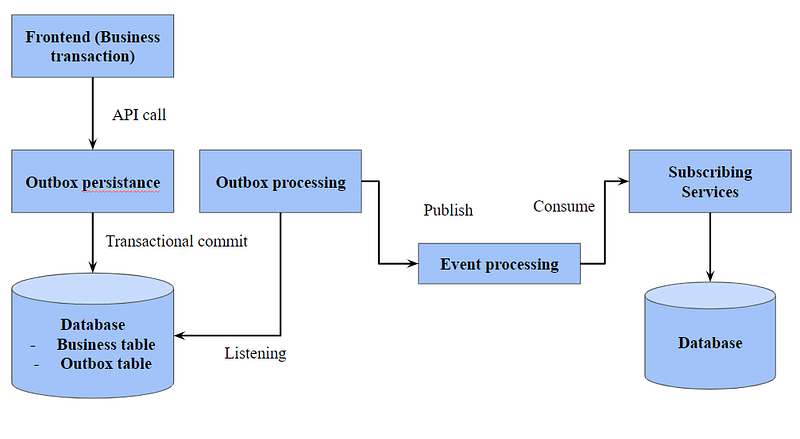 Frontend (Business
transaction)
API call
Outbox persistance
Outbox processing
Subscribing
Services
Publish
Consume
Transactional commit
Event processing
Database
- Business table
- Outbox table
Listening
Database